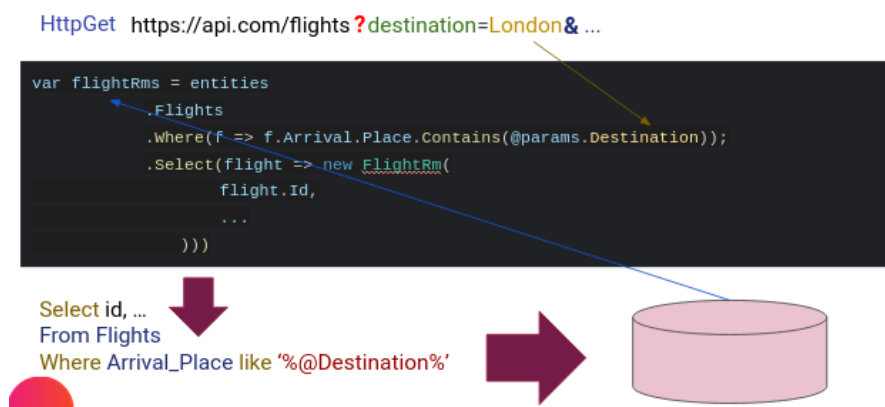 HttpGet https://api.com/flights?destination=London& ...
var flightRms = entities
.Flights
.Where(f => f.Arrival.Place.Contains(@params.Destination));
.Select(flight => new FlightRm(
flight.Id,
...
)))
Select id, ...
From Flights
Where Arrival_Place like ‘%@Destination%’